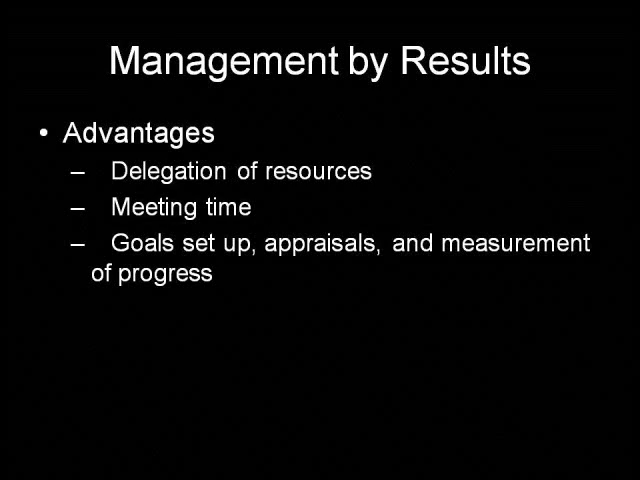 Management by Results
• Advantages
– Delegation of resources
– Meeting time
– Goals set up, appraisals, and measurement
of progress